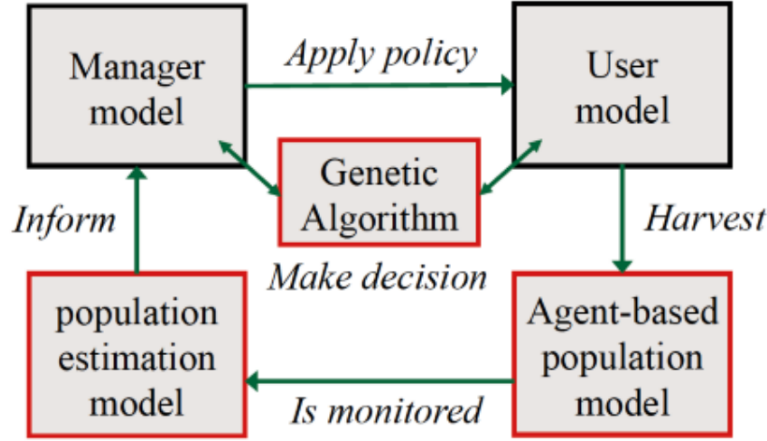 Manager
model
Apply policy
User
model
Genetic
Algorithm
Make decision
Inform
Harvest
population
estimation
model
Is monitored
Agent-based
population
model